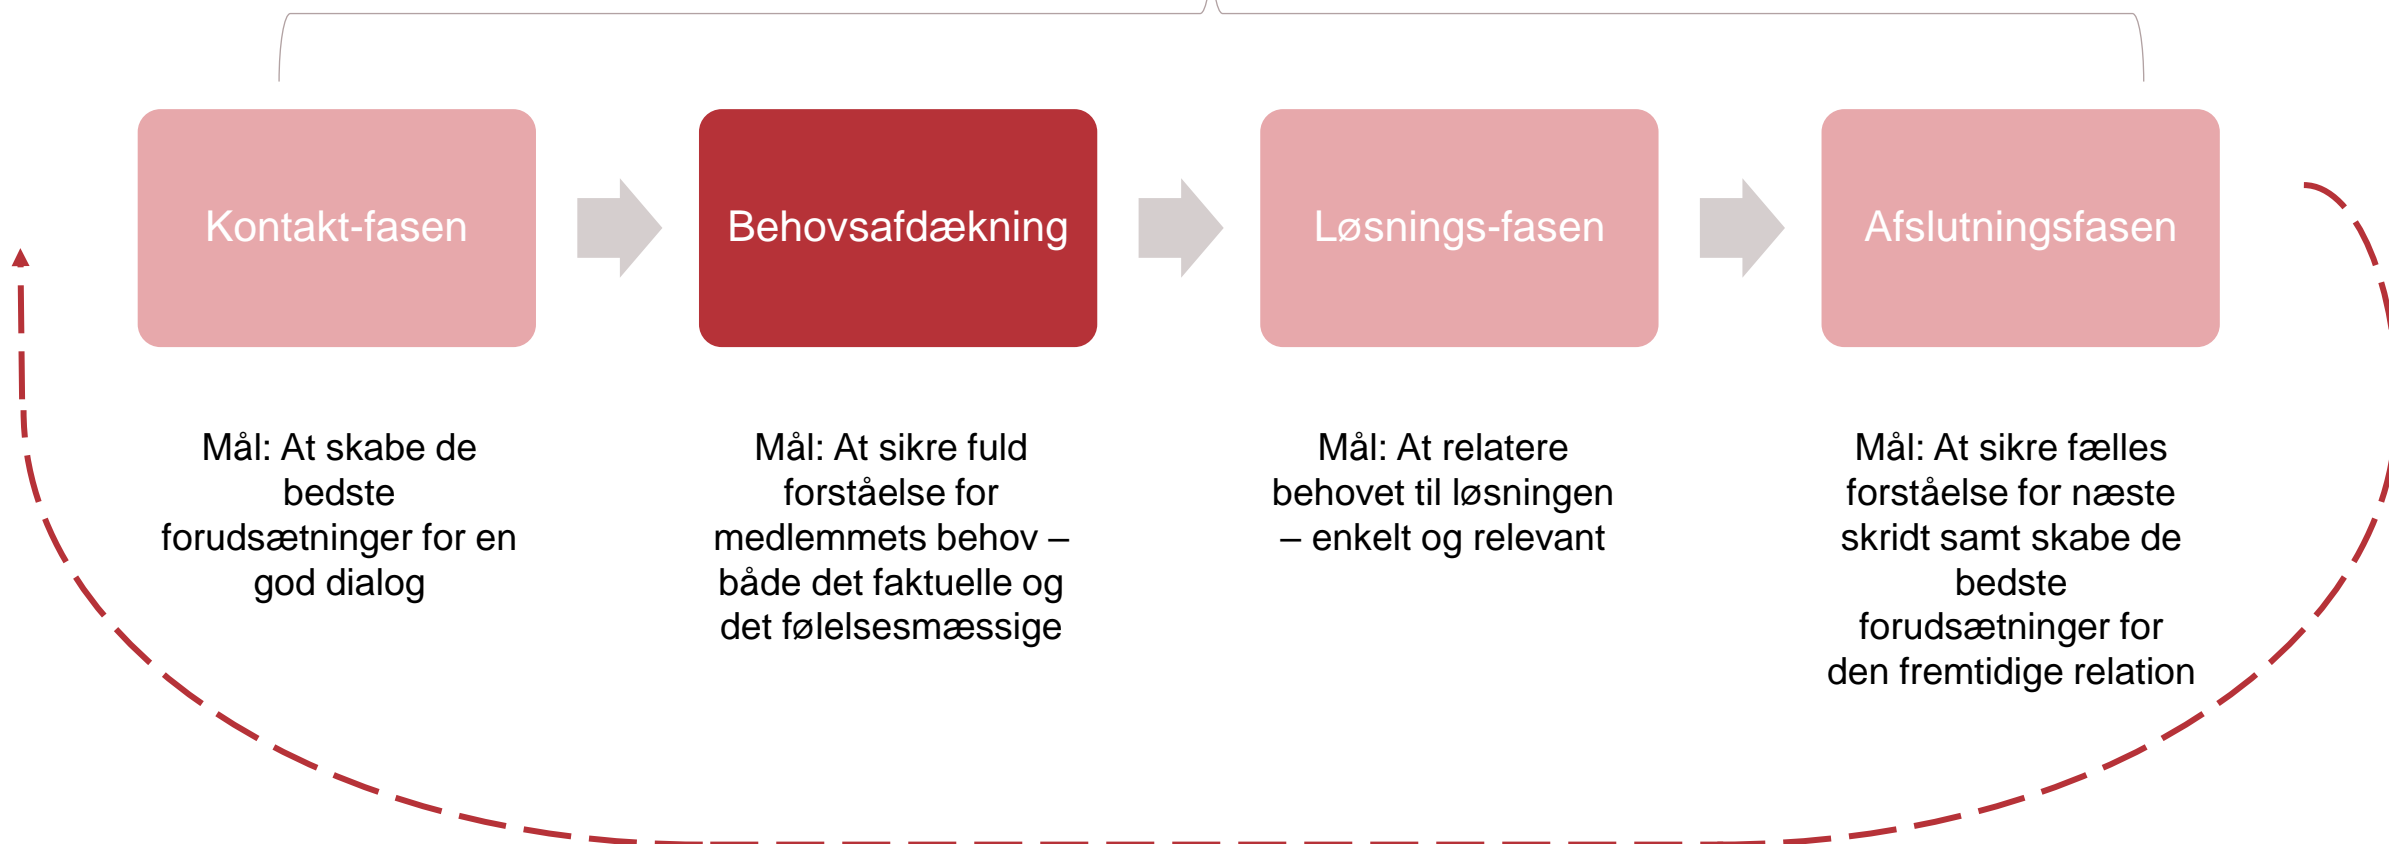 Kontakt-fasen
Behovsafdækning
Løsnings-fasen
Afslutningsfasen
Mål: At skabe de
bedste
forudsætninger for en
god dialog
Mål: At sikre fuld
forståelse for
medlemmets behov –
både det faktuelle og
det følelsesmæssige
Mål: At relatere
behovet til løsningen
– enkelt og relevant
Mål: At sikre fælles
forståelse for næste
skridt samt skabe de
bedste
forudsætninger for
den fremtidige relation